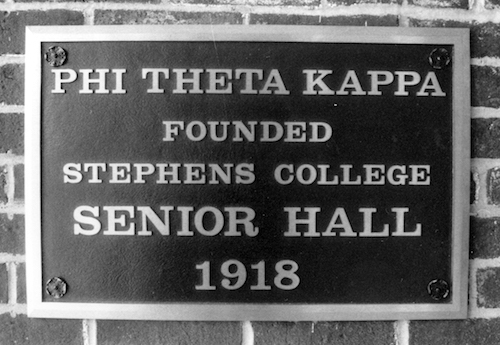 PHI THETA KAPPA
FOUNDED
STEPHENS COLLEGE
SENIOR HALL
1918